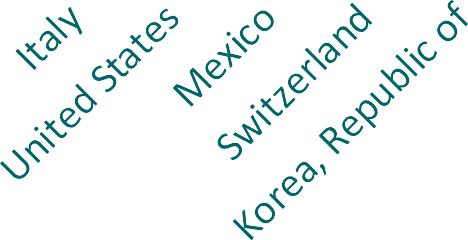 Italy
United States
Mexico
Switzerland
Korea, Republic of